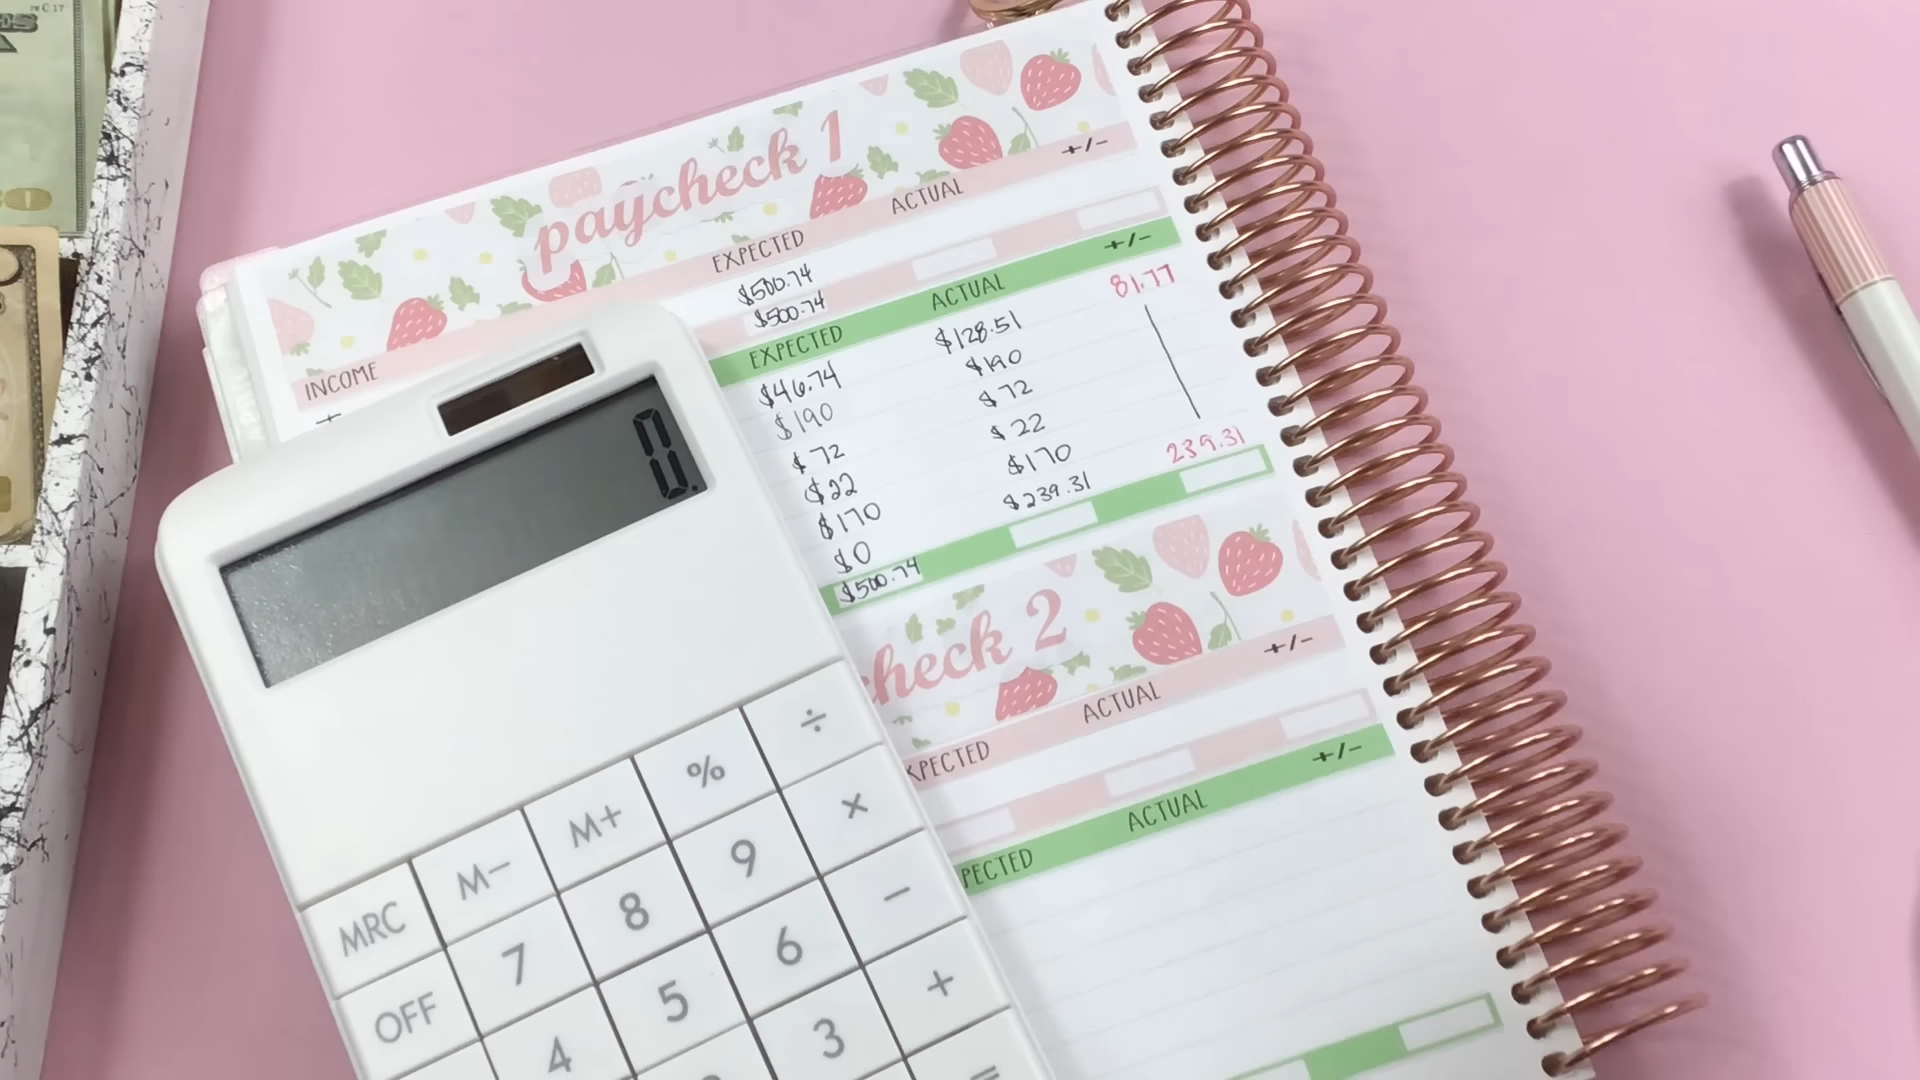 paycheck 1
INCOME EXPECTED ACTUAL +/-
$500.74
$500.74
EXPECTED ACTUAL +/-
$46.74 $128.51 81.77
$190 $190
$72 $72
$22 $22
$170 $170
$0 $239.31 239.31
$500.74
check 2
XPECTED ACTUAL +/-
PECTED ACTUAL +/-
0.
% ÷
MRC M− M+ 9 ×
OFF 7 8 6 −
4 5 3 +
=